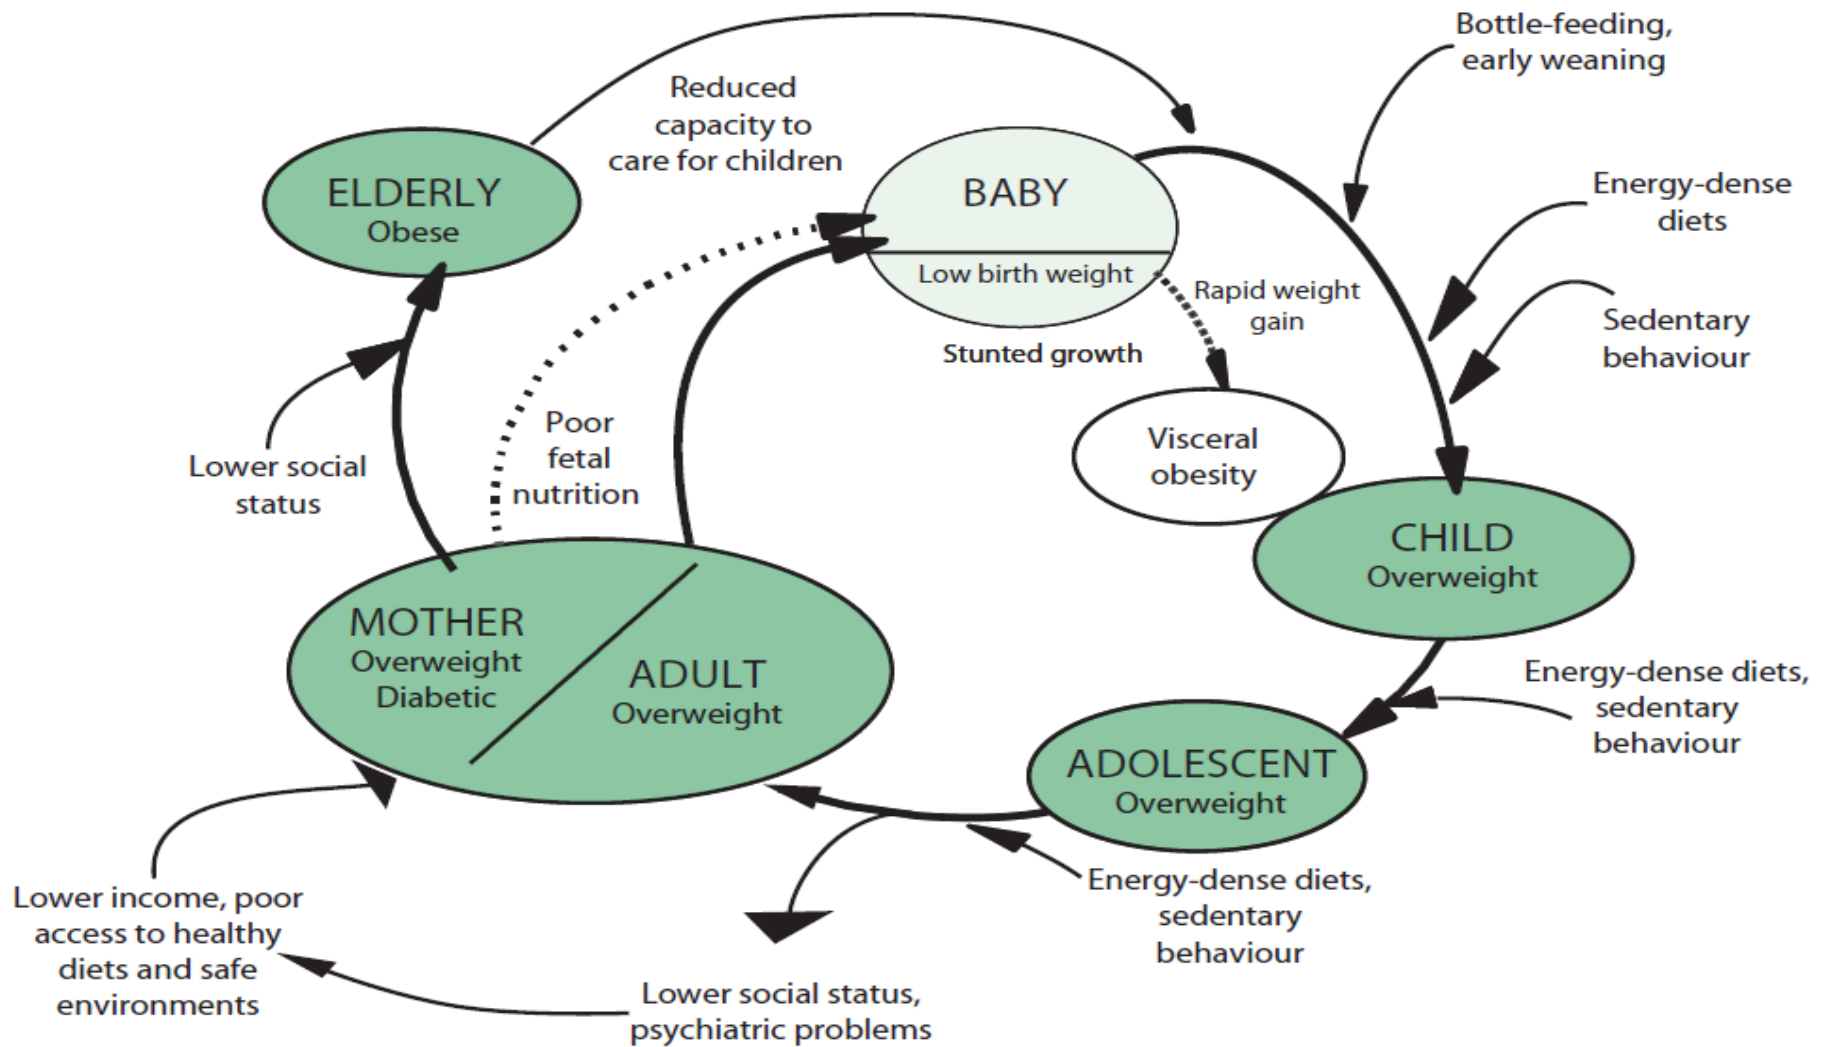 Bottle-feeding,
early weaning
Reduced
capacity to
care for children
ELDERLY
Obese
BABY
Low birth weight
Stunted growth
Rapid weight
gain
Energy-dense
diets
Sedentary
behaviour
Visceral
obesity
Lower social
status
Poor
fetal
nutrition
CHILD
Overweight
MOTHER
Overweight
Diabetic
ADULT
Overweight
Energy-dense diets,
sedentary
behaviour
ADOLESCENT
Overweight
Energy-dense diets,
sedentary
behaviour
Lower income, poor
access to healthy
diets and safe
environments
Lower social status,
psychiatric problems